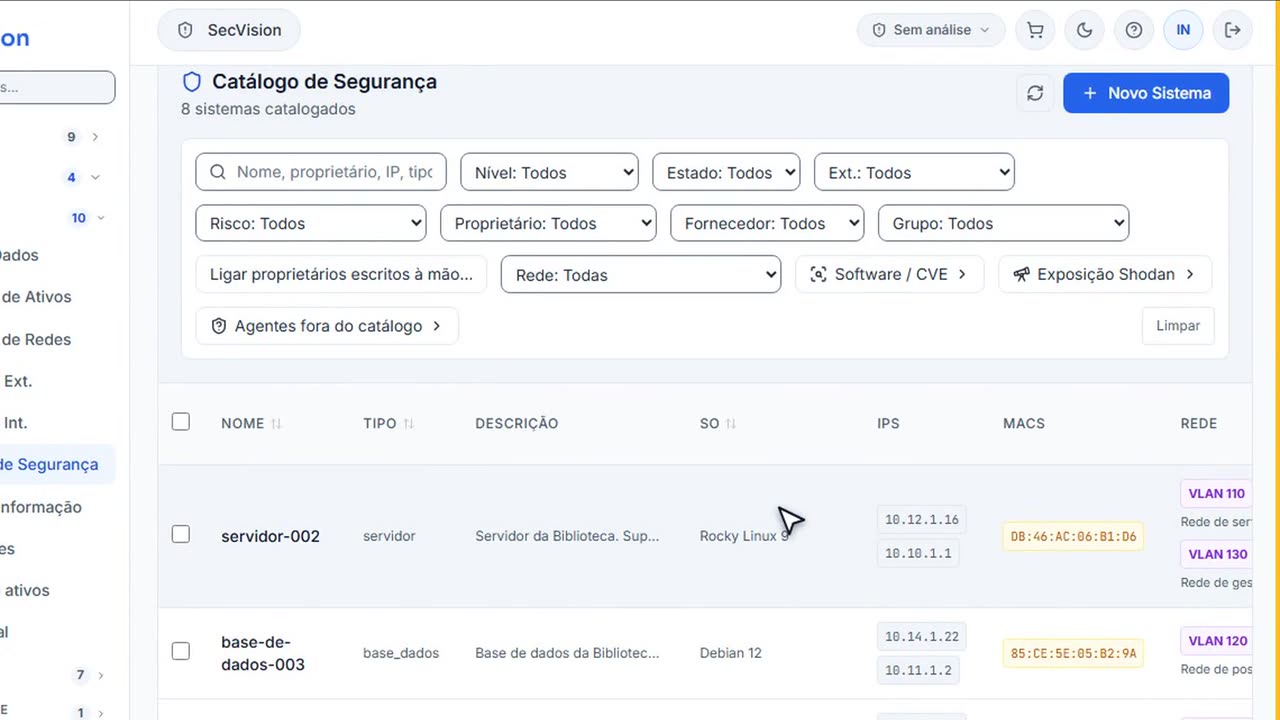 on
SecVision
Sem análise
IN
s...
Catálogo de Segurança
8 sistemas catalogados
Novo Sistema
9
4
10
Dados
de Ativos
de Redes
Ext.
Int.
de Segurança
nformação
es
ativos
al
7
E
1
Nome, proprietário, IP, tipo
Nível: Todos
Estado: Todos
Ext.: Todos
Risco: Todos
Proprietário: Todos
Fornecedor: Todos
Grupo: Todos
Ligar proprietários escritos à mão...
Rede: Todas
Software / CVE
Exposição Shodan
Agentes fora do catálogo
Limpar
NOME
TIPO
DESCRIÇÃO
SO
IPS
MACS
REDE
servidor-002
servidor
Servidor da Biblioteca. Sup...
Rocky Linux 9
10.12.1.16
10.10.1.1
DB:46:AC:06:B1:D6
VLAN 110
Rede de ser
VLAN 130
Rede de ges
base-de-
dados-003
base_dados
Base de dados da Bibliotec...
Debian 12
10.14.1.22
10.11.1.2
85:CE:5E:05:B2:9A
VLAN 120
Rede de pos